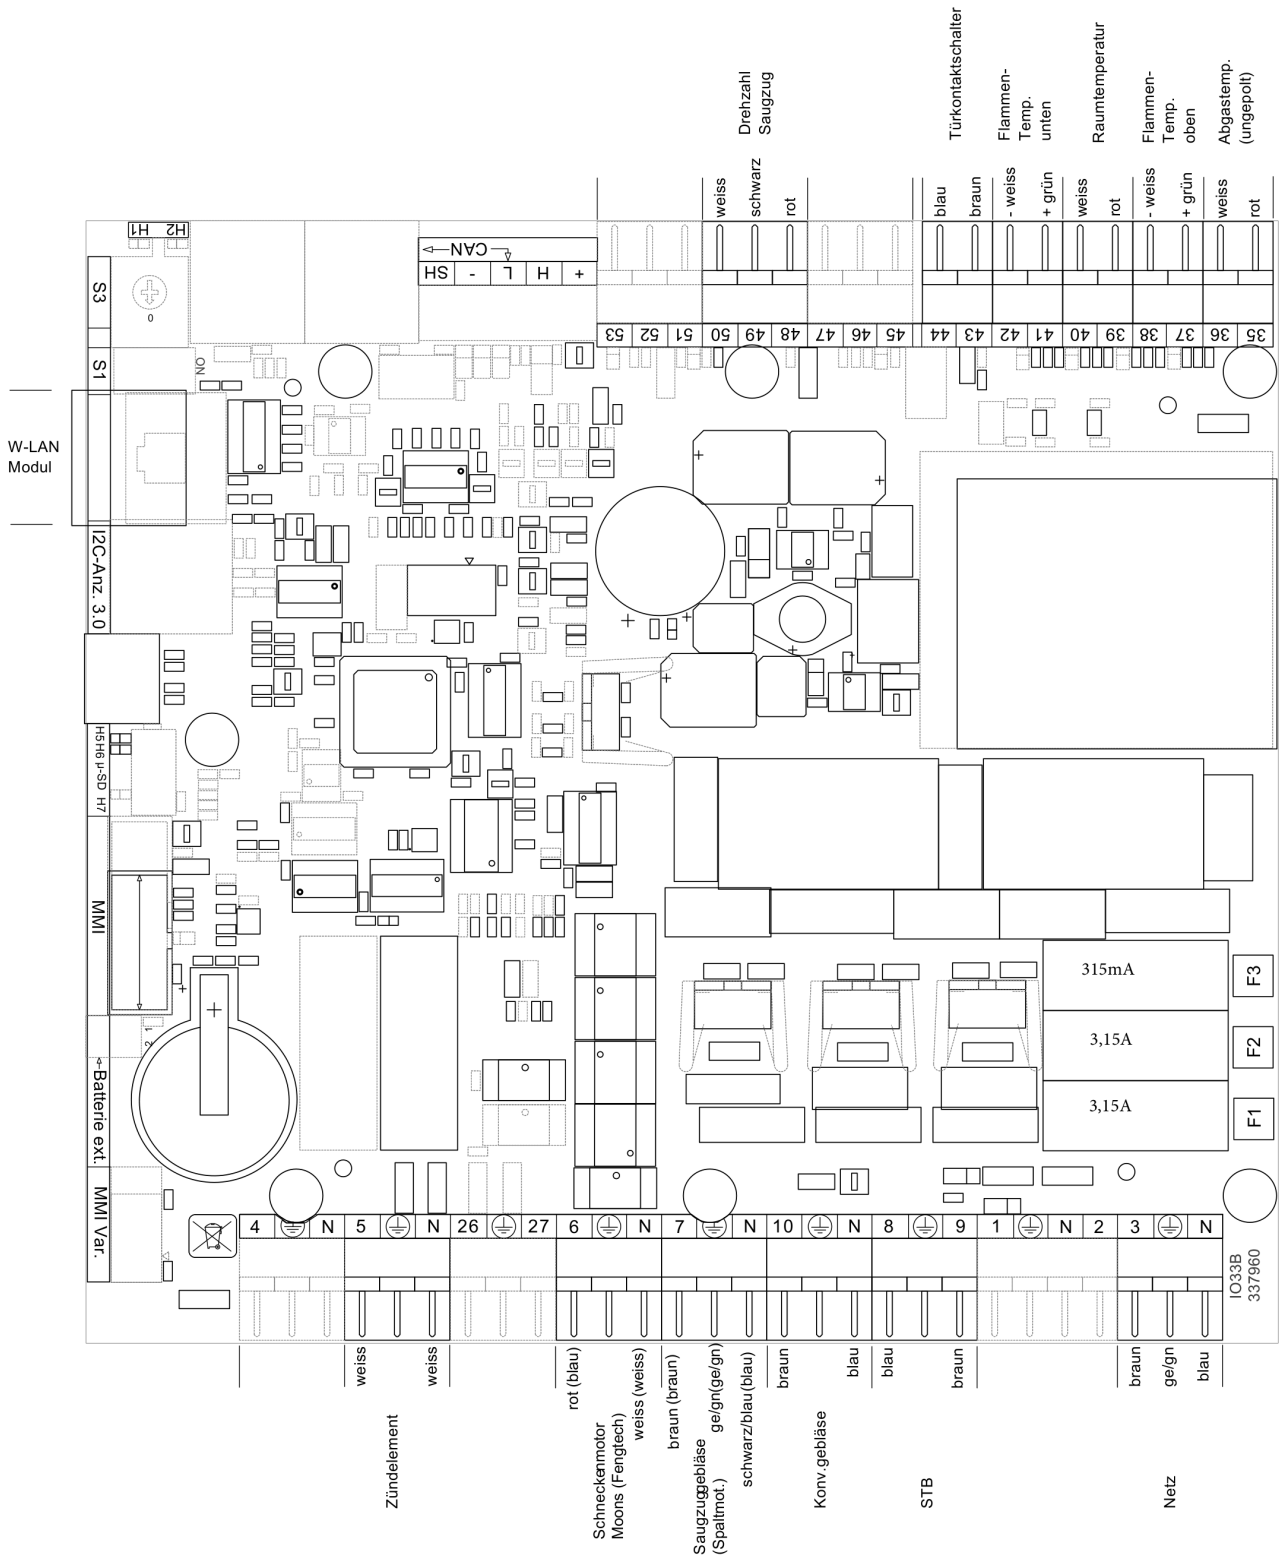 Drehzahl
Saugzug
Türkontaktschalter
Flammen-
Temp.
unten
Raumtemperatur
Flammen-
Temp.
oben
Abgastemp.
(ungepolt)
weiss
schwarz
rot
blau
braun
- weiss
+ grün
weiss
rot
- weiss
+ grün
weiss
rot
H1
H2
CAN
SH
-
L
H
+
53
52
51
50
49
48
47
46
45
44
43
42
41
40
39
38
37
36
35
S3
0
S1
ON
W-LAN
Modul
I2C-Anz. 3.0
H5H6 µ-SD H7
MMI
2 1
←Batterie ext.
MMI Var.
+
+
+
+
+
+
+
+
+
315mA
F3
3,15A
F2
3,15A
F1
4
N
5
N
26
27
6
N
7
N
10
N
8
9
1
N
2
3
N
IO33B
337960
weiss
weiss
rot (blau)
weiss (weiss)
braun (braun)
ge/gn(ge/gn)
schwarz/blau(blau)
braun
blau
blau
braun
braun
ge/gn
blau
Zündelement
Schneckenmotor
Moons (Fengtech)
Saugzuggebläse
(Spaltmot.)
Konv.gebläse
STB
Netz